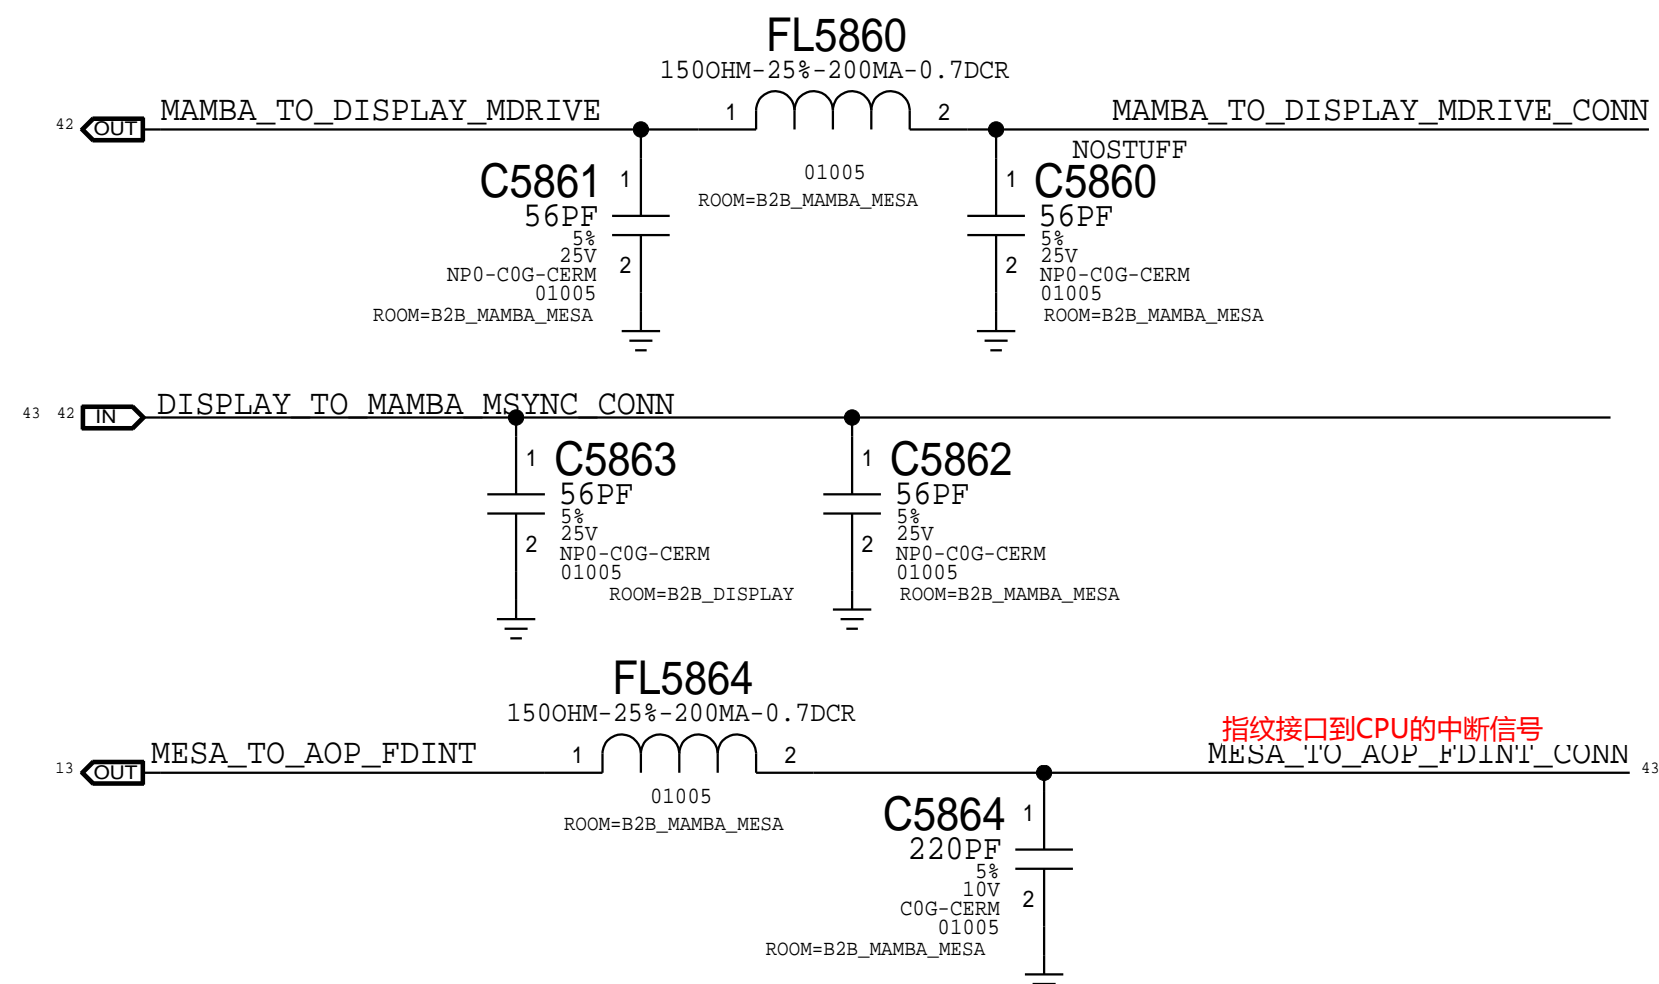 FL5860
150OHM-25%-200MA-0.7DCR
42 OUT MAMBA_TO_DISPLAY_MDRIVE 1 2 MAMBA_TO_DISPLAY_MDRIVE_CONN
NOSTUFF
C5861 1
56PF
5%
25V
2
NP0-C0G-CERM
01005
ROOM=B2B_MAMBA_MESA
01005
ROOM=B2B_MAMBA_MESA
1 C5860
56PF
5%
25V
2
NP0-C0G-CERM
01005
ROOM=B2B_MAMBA_MESA
43 42 IN DISPLAY_TO_MAMBA_MSYNC_CONN
1 C5863
56PF
5%
25V
2
NP0-C0G-CERM
01005
ROOM=B2B_DISPLAY
1 C5862
56PF
5%
25V
2
NP0-C0G-CERM
01005
ROOM=B2B_MAMBA_MESA
FL5864
150OHM-25%-200MA-0.7DCR
指纹接口到CPU的中断信号
13 OUT MESA_TO_AOP_FDINT 1 2 MESA_TO_AOP_FDINT_CONN 43
01005
ROOM=B2B_MAMBA_MESA
C5864 1
220PF
5%
10V
2
C0G-CERM
01005
ROOM=B2B_MAMBA_MESA